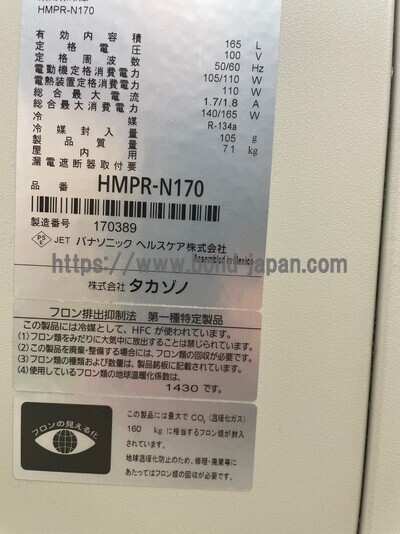 HMPR-N170
有効内容積 165 L
定格電圧 100 V
定格周波数 50/60 Hz
電動機定格消費電力 105/110 W
電熱装置定格消費電力 110 W
総合最大電流 1.7/1.8 A
総合最大消費電力 140/165 W
冷媒 R-134a
冷媒封入量 105 g
製品質量 71 kg
屋内用
漏電遮断器取付要
品番 HMPR-N170
製造番号 170389
PSE JET パナソニック ヘルスケア株式会社
Assembled in Mexico
https://www.bond-japan.com
株式会社 タカゾノ
フロン排出抑制法 第一種特定製品
この製品には冷媒として、HFC が使われています。
(1) フロン類をみだりに大気中に放出することは禁じられています。
(2) この製品を廃棄・整備する場合には、フロン類の回収が必要です。
(3) フロン類の種類および数量は、製品銘板に記載されています。
(4) 使用しているフロン類の地球温暖化係数は、
1430 です。
フロンの見える化
この製品には最大で CO₂ (温暖化ガス)
160 kg に相当するフロン類が封入
されています。
地球温暖化防止のため、修理・廃棄等に
あたってはフロン類の回収が必要です。